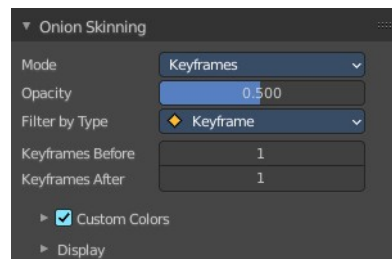 Onion Skinning
Mode Keyframes
Opacity 0.500
Filter by Type Keyframe
Keyframes Before 1
Keyframes After 1
Custom Colors
Display